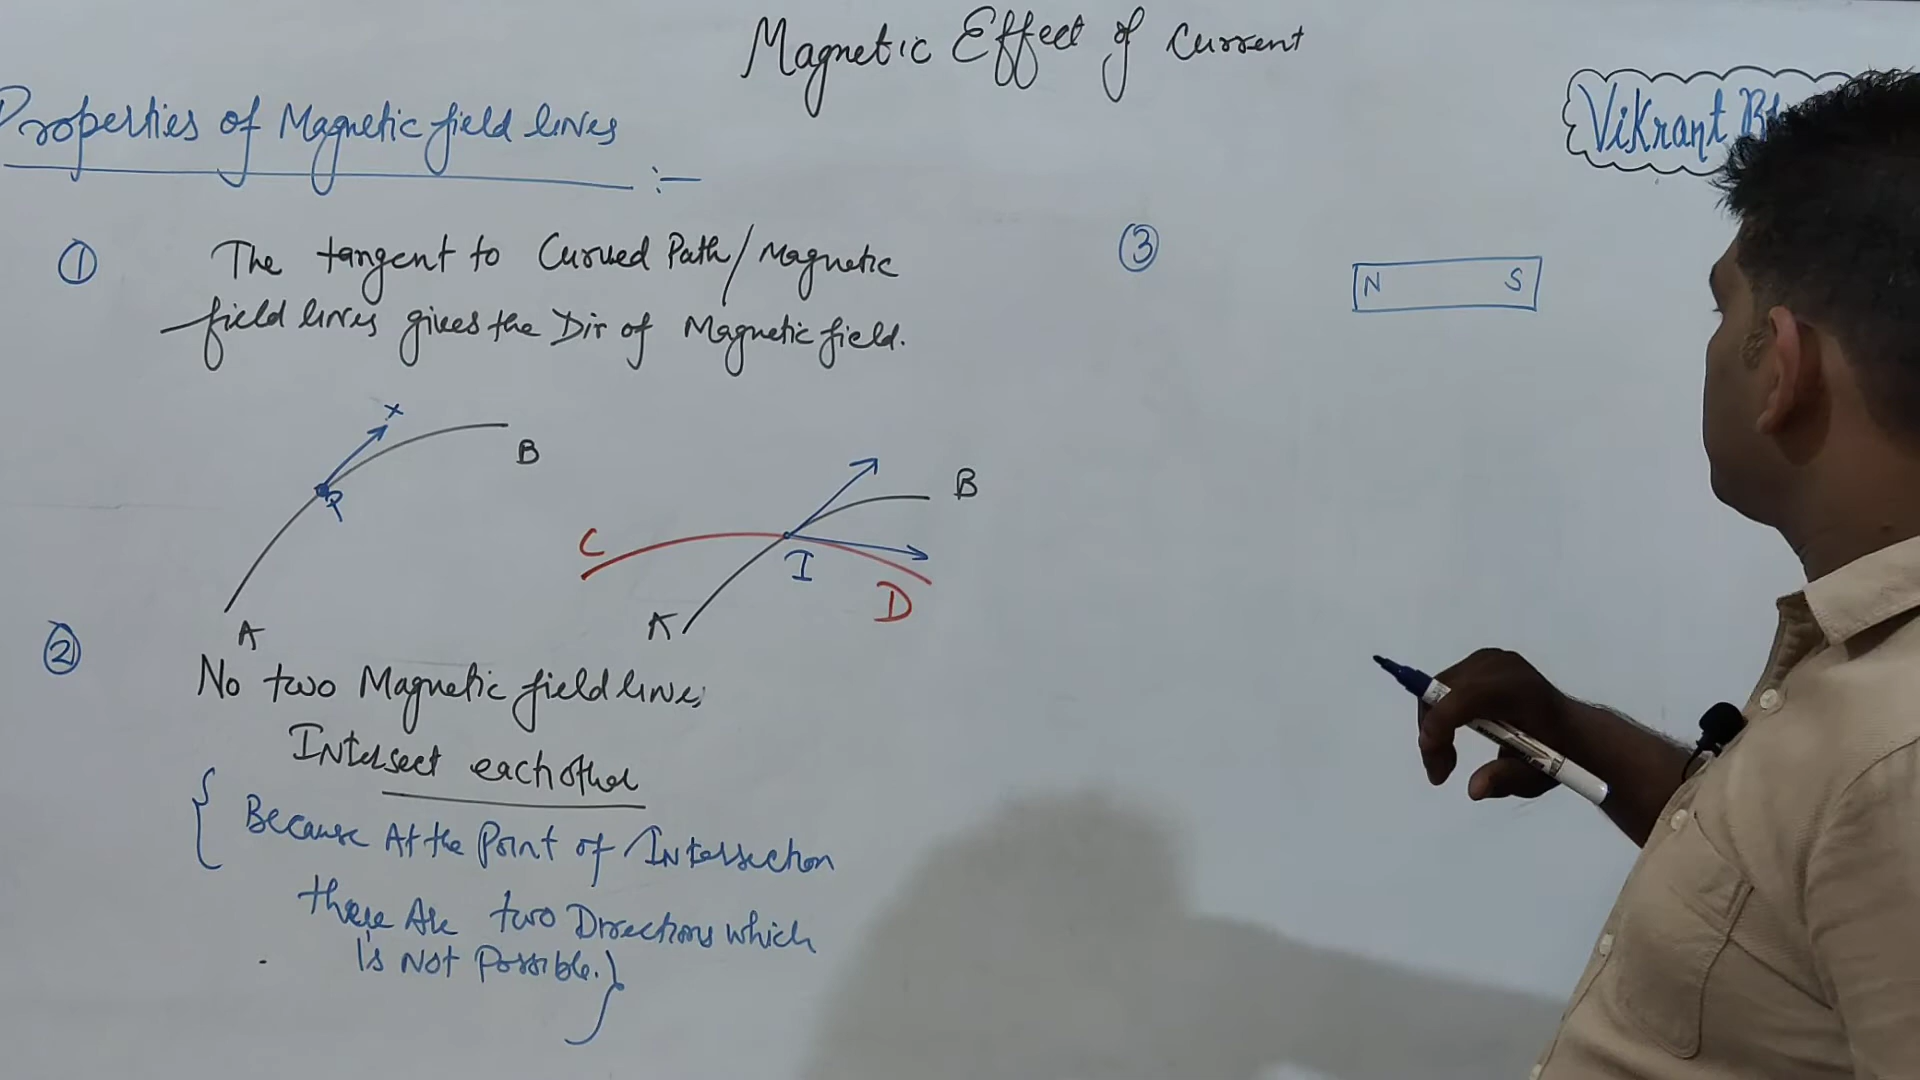 Magnetic Effect of Current
Vikrant
Properties of Magnetic field lines :-
① The tangent to Curved Path/Magnetic
field lines gives the Dir of Magnetic field.
X
P
B
A
B
C
I
D
A
② No two Magnetic field lines
Intersect each other
{ Because At the Point of Intersection
there Are two Directions which
is Not Possible. }
③
N S